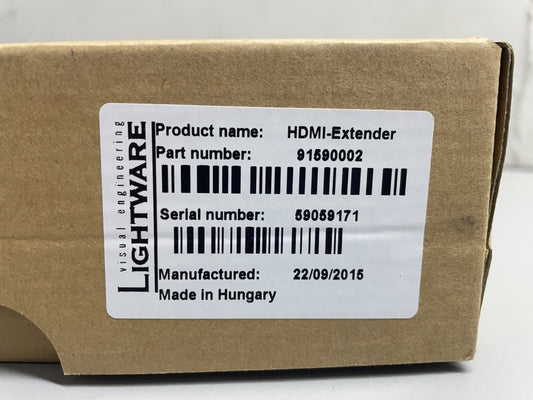 visual engineering
LIGHTWARE
Product name: HDMI-Extender
Part number: 91590002
Serial number: 59059171
Manufactured: 22/09/2015
Made in Hungary